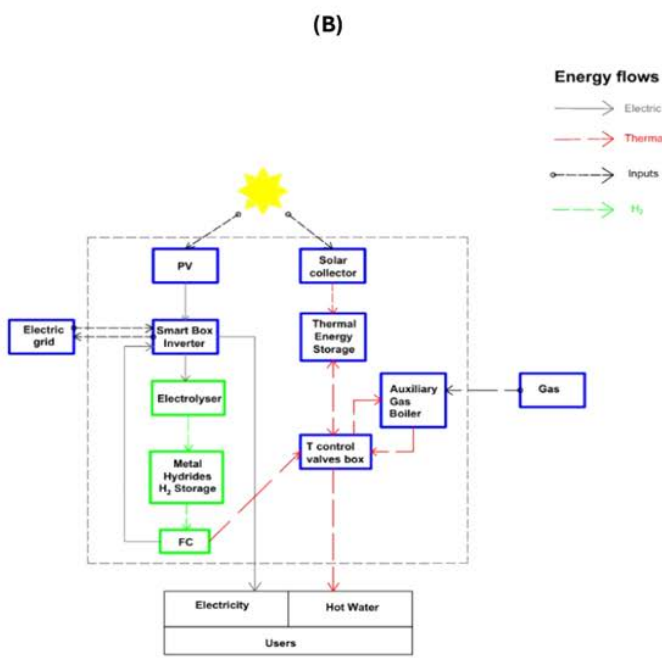 (B)
Energy flows
Electric
Therma
Inputs
H₂
PV
Solar
collector
Electric
grid
Smart Box
Inverter
Thermal
Energy
Storage
Electrolyser
Auxiliary
Gas
Boiler
Gas
T control
valves box
Metal
Hydrides
H₂ Storage
FC
Electricity
Hot Water
Users